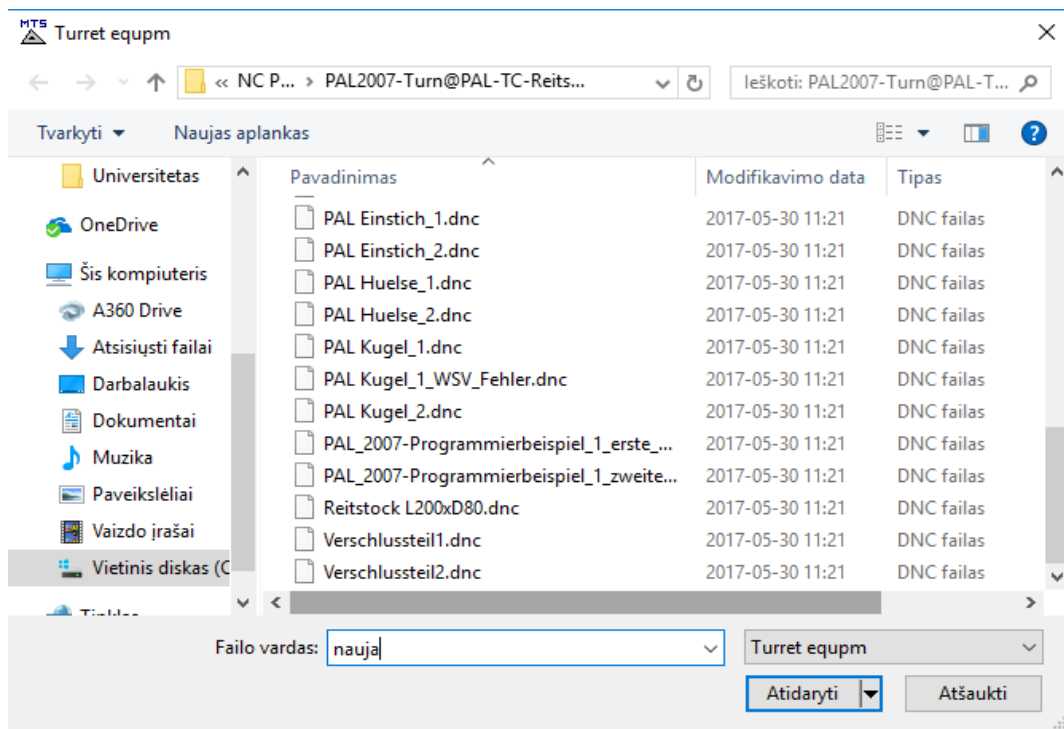 MTS Turret equpm
« NC P... > PAL2007-Turn@PAL-TC-Reits... Ieškoti: PAL2007-Turn@PAL-T...
Tvarkyti Naujas aplankas ?
Universitetas
OneDrive
Šis kompiuteris
A360 Drive
Atsisiųsti failai
Darbalaukis
Dokumentai
Muzika
Paveikslėliai
Vaizdo įrašai
Vietinis diskas (C
Pavadinimas Modifikavimo data Tipas
PAL Einstich_1.dnc 2017-05-30 11:21 DNC failas
PAL Einstich_2.dnc 2017-05-30 11:21 DNC failas
PAL Huelse_1.dnc 2017-05-30 11:21 DNC failas
PAL Huelse_2.dnc 2017-05-30 11:21 DNC failas
PAL Kugel_1.dnc 2017-05-30 11:21 DNC failas
PAL Kugel_1_WSV_Fehler.dnc 2017-05-30 11:21 DNC failas
PAL Kugel_2.dnc 2017-05-30 11:21 DNC failas
PAL_2007-Programmierbeispiel_1_erste_... 2017-05-30 11:21 DNC failas
PAL_2007-Programmierbeispiel_1_zweite... 2017-05-30 11:21 DNC failas
Reitstock L200xD80.dnc 2017-05-30 11:21 DNC failas
Verschlussteil1.dnc 2017-05-30 11:21 DNC failas
Verschlussteil2.dnc 2017-05-30 11:21 DNC failas
Failo vardas: nauja Turret equpm
Atidaryti Atšaukti